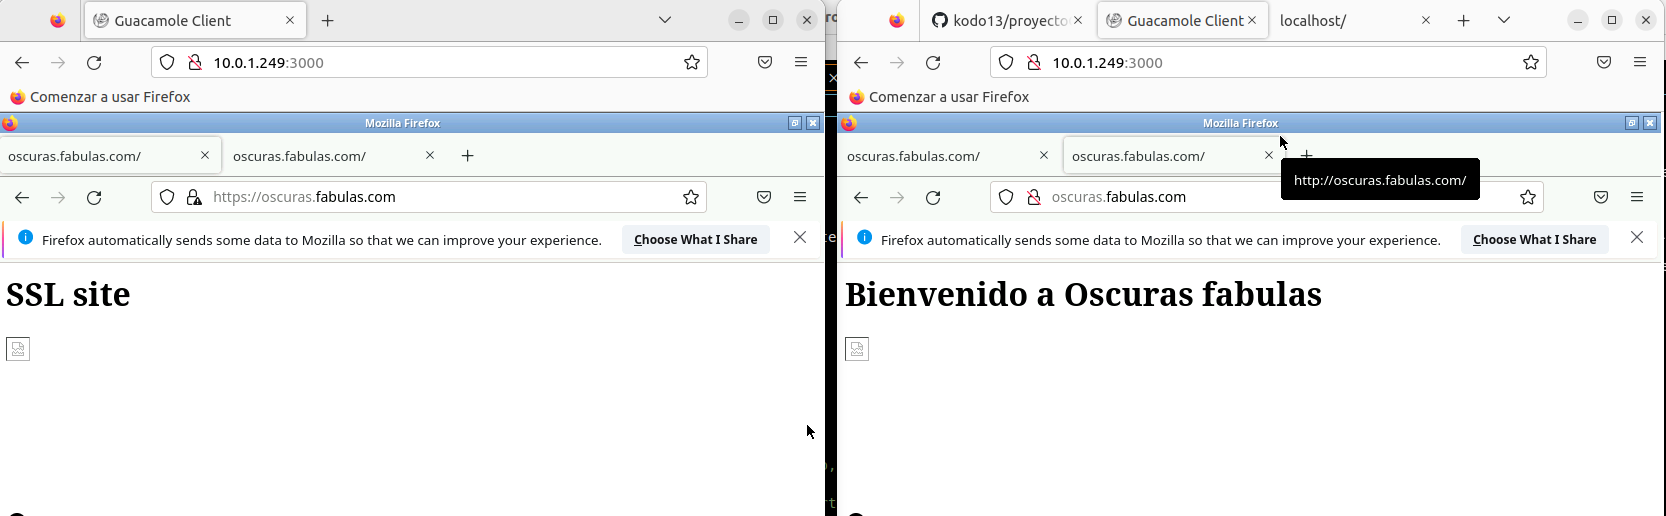 Guacamole Client
10.0.1.249:3000
Comenzar a usar Firefox
Mozilla Firefox
oscuras.fabulas.com/
oscuras.fabulas.com/
https://oscuras.fabulas.com
Firefox automatically sends some data to Mozilla so that we can improve your experience.
Choose What I Share
SSL site
kodo13/proyecto
Guacamole Client
localhost/
10.0.1.249:3000
Comenzar a usar Firefox
Mozilla Firefox
oscuras.fabulas.com/
oscuras.fabulas.com/
http://oscuras.fabulas.com/
oscuras.fabulas.com
Firefox automatically sends some data to Mozilla so that we can improve your experience.
Choose What I Share
Bienvenido a Oscuras fabulas